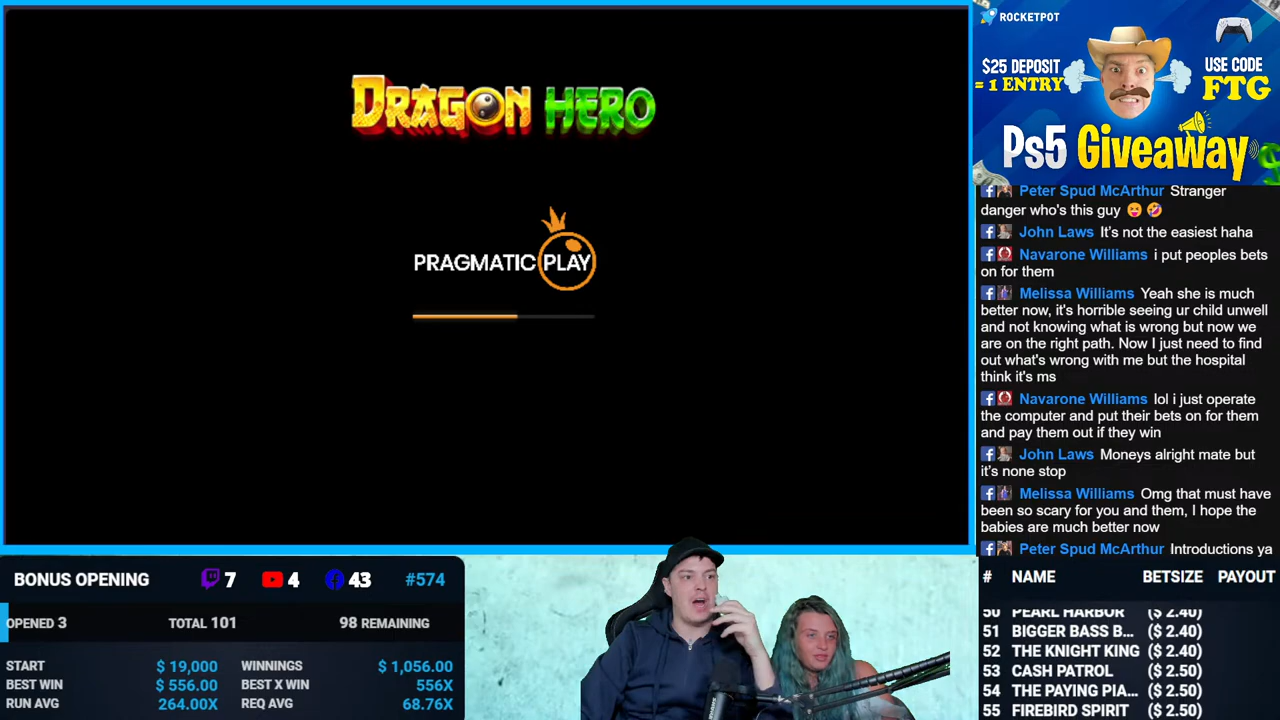 DRAGON HERO
PRAGMATIC PLAY
ROCKETPOT
$25 DEPOSIT
= 1 ENTRY
USE CODE
FTG
Ps5 Giveaway
Peter Spud McArthur Stranger
danger who's this guy 😝 🤣
John Laws It's not the easiest haha
Navarone Williams i put peoples bets
on for them
Melissa Williams Yeah she is much
better now, it's horrible seeing ur child unwell
and not knowing what is wrong but now we
are on the right path. Now I just need to find
out what's wrong with me but the hospital
think it's ms
Navarone Williams lol i just operate
the computer and put their bets on for them
and pay them out if they win
John Laws Moneys alright mate but
it's none stop
Melissa Williams Omg that must have
been so scary for you and them, I hope the
babies are much better now
Peter Spud McArthur Introductions ya
BONUS OPENING 7 4 43 #574
OPENED 3 TOTAL 101 98 REMAINING
START $ 19,000 WINNINGS $ 1,056.00
BEST WIN $ 556.00 BEST X WIN 556X
RUN AVG 264.00X REQ AVG 68.76X
# NAME BETSIZE PAYOUT
50 PEARL HARBOR ($ 2.40)
51 BIGGER BASS B... ($ 2.40)
52 THE KNIGHT KING ($ 2.40)
53 CASH PATROL ($ 2.50)
54 THE PAYING PIA... ($ 2.50)
55 FIREBIRD SPIRIT ($ 2.50)